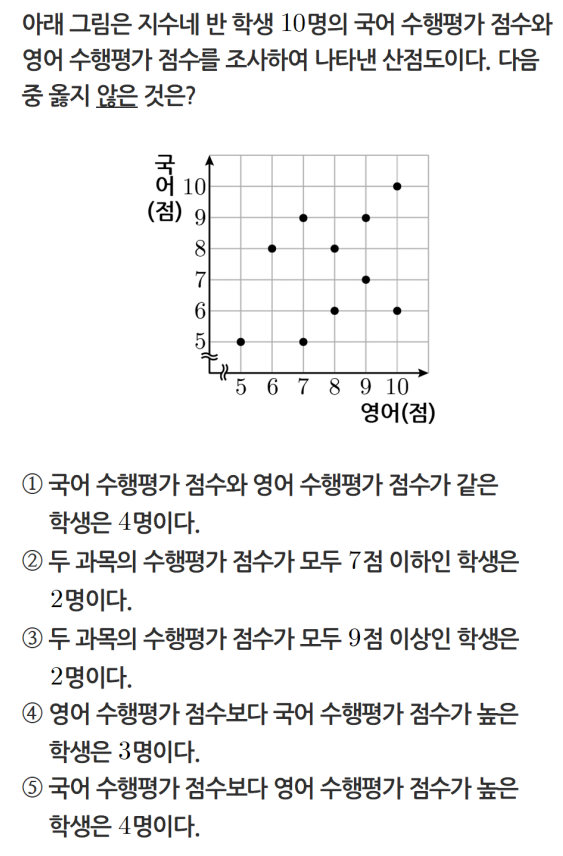 아래 그림은 지수네 반 학생 10명의 국어 수행평가 점수와
영어 수행평가 점수를 조사하여 나타낸 산점도이다. 다음
중 옳지 않은 것은?
국
어
(점)
10
9
8
7
6
5
5 6 7 8 9 10
영어(점)
① 국어 수행평가 점수와 영어 수행평가 점수가 같은
학생은 4명이다.
② 두 과목의 수행평가 점수가 모두 7점 이하인 학생은
2명이다.
③ 두 과목의 수행평가 점수가 모두 9점 이상인 학생은
2명이다.
④ 영어 수행평가 점수보다 국어 수행평가 점수가 높은
학생은 3명이다.
⑤ 국어 수행평가 점수보다 영어 수행평가 점수가 높은
학생은 4명이다.